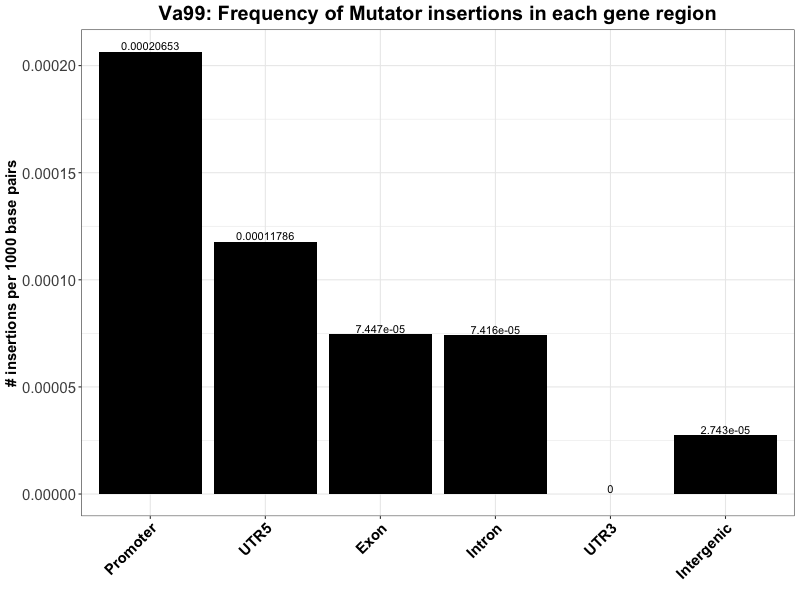 Va99: Frequency of Mutator insertions in each gene region
# insertions per 1000 base pairs
0.00020
0.00015
0.00010
0.00005
0.00000
0.00020653
0.00011786
7.447e-05
7.416e-05
0
2.743e-05
Promoter
UTR5
Exon
Intron
UTR3
Intergenic